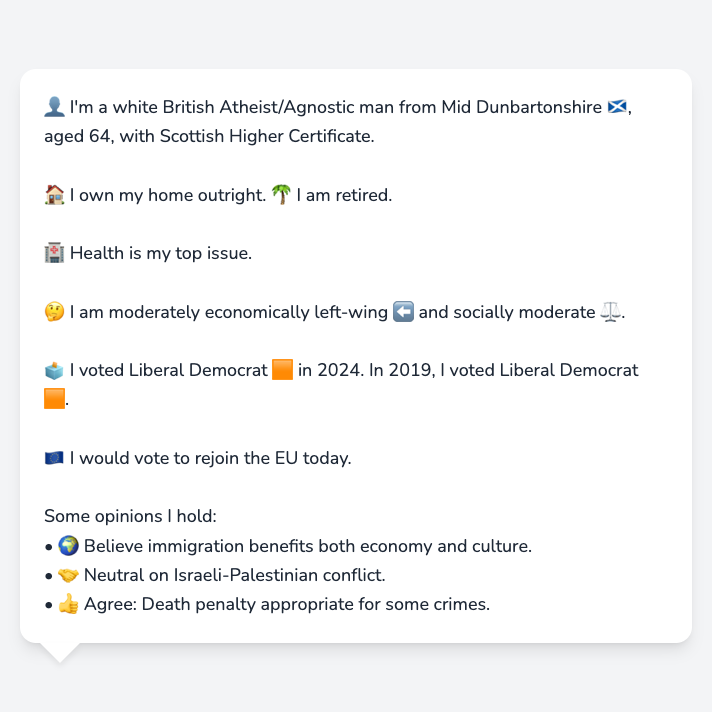 👤 I'm a white British Atheist/Agnostic man from Mid Dunbartonshire 🏴󠁧󠁢󠁳󠁣󠁴󠁿,
aged 64, with Scottish Higher Certificate.
🏠 I own my home outright. 🌴 I am retired.
🏥 Health is my top issue.
🤔 I am moderately economically left-wing ⬅️ and socially moderate ⚖️.
🗳️ I voted Liberal Democrat 🟧 in 2024. In 2019, I voted Liberal Democrat
🟧.
🇪🇺 I would vote to rejoin the EU today.
Some opinions I hold:
• 🌍 Believe immigration benefits both economy and culture.
• 🤝 Neutral on Israeli-Palestinian conflict.
• 👍 Agree: Death penalty appropriate for some crimes.